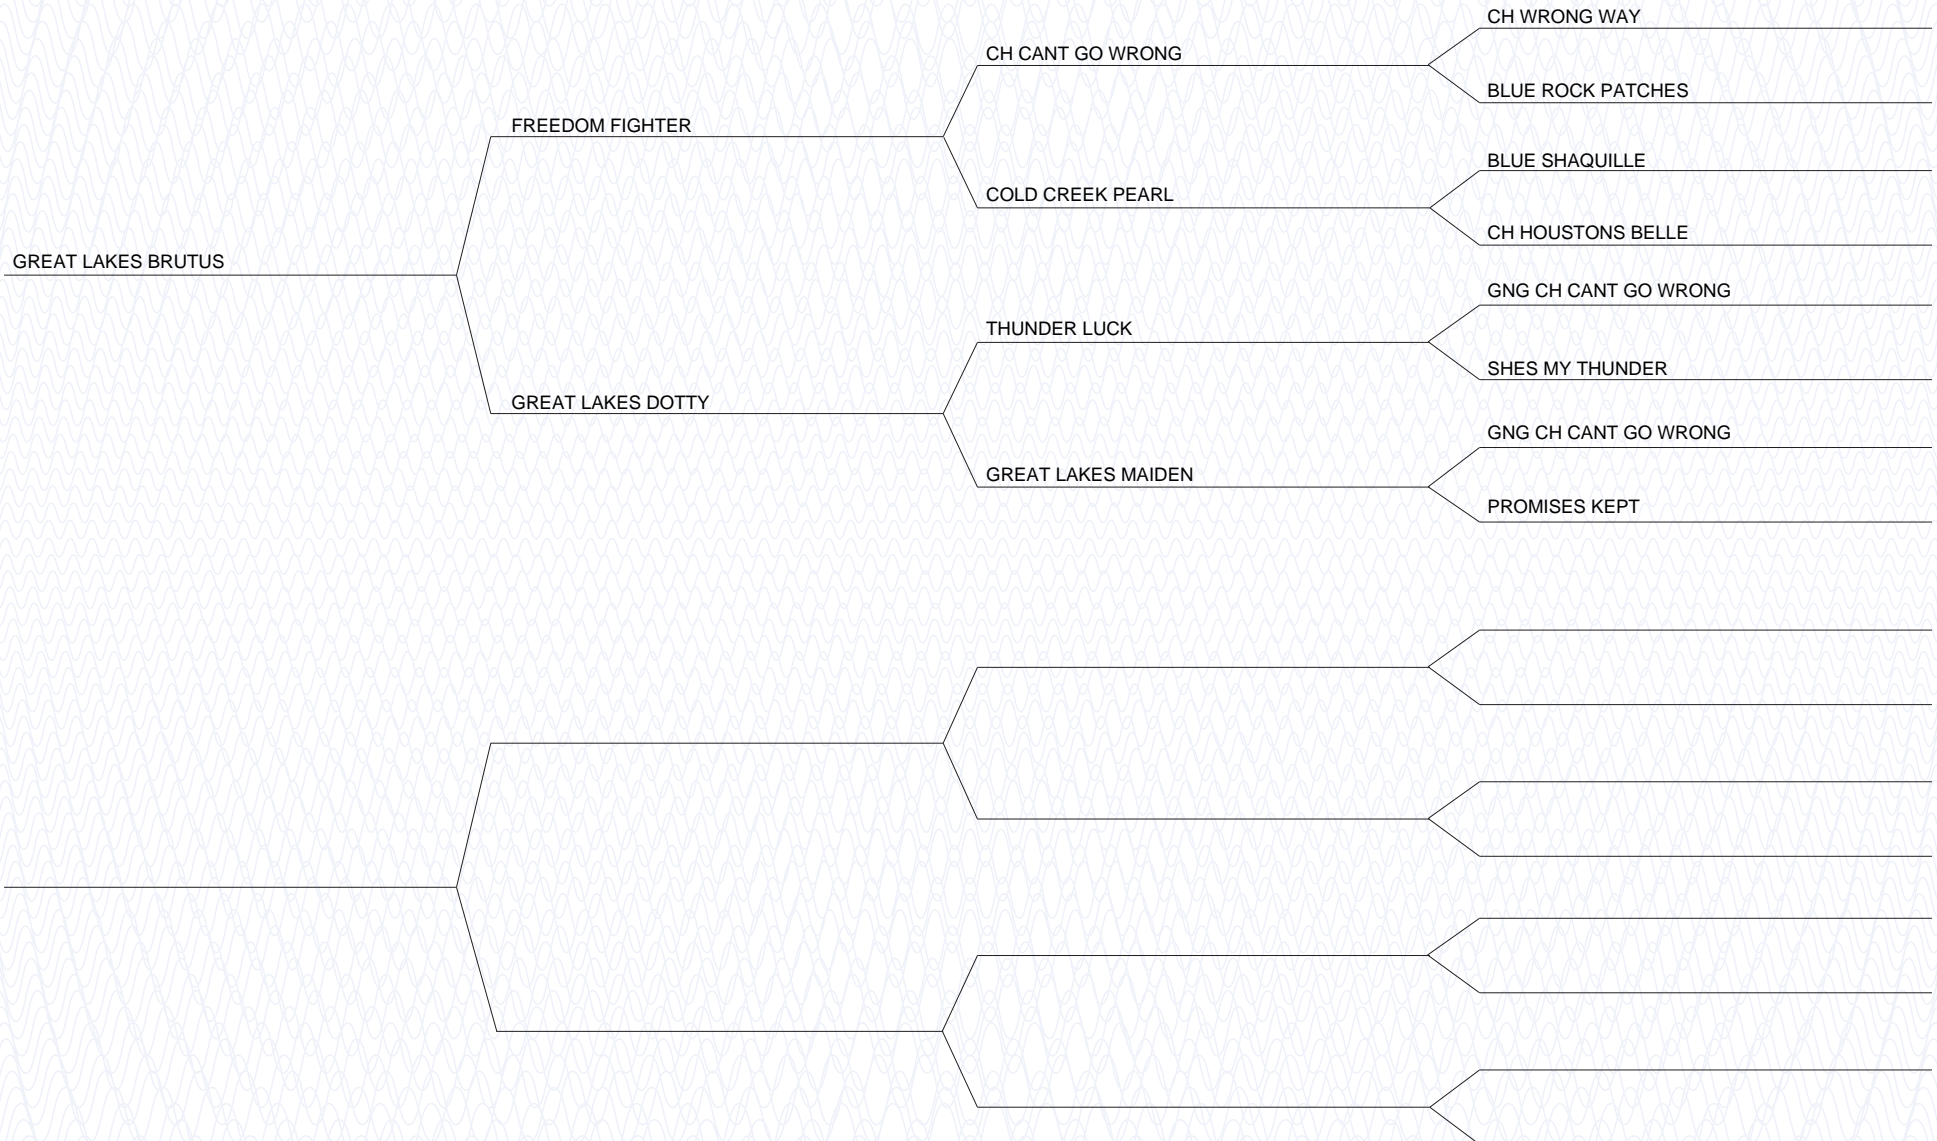 CH WRONG WAY
CH CANT GO WRONG
BLUE ROCK PATCHES
FREEDOM FIGHTER
BLUE SHAQUILLE
COLD CREEK PEARL
CH HOUSTONS BELLE
GREAT LAKES BRUTUS
GNG CH CANT GO WRONG
THUNDER LUCK
SHES MY THUNDER
GREAT LAKES DOTTY
GNG CH CANT GO WRONG
GREAT LAKES MAIDEN
PROMISES KEPT